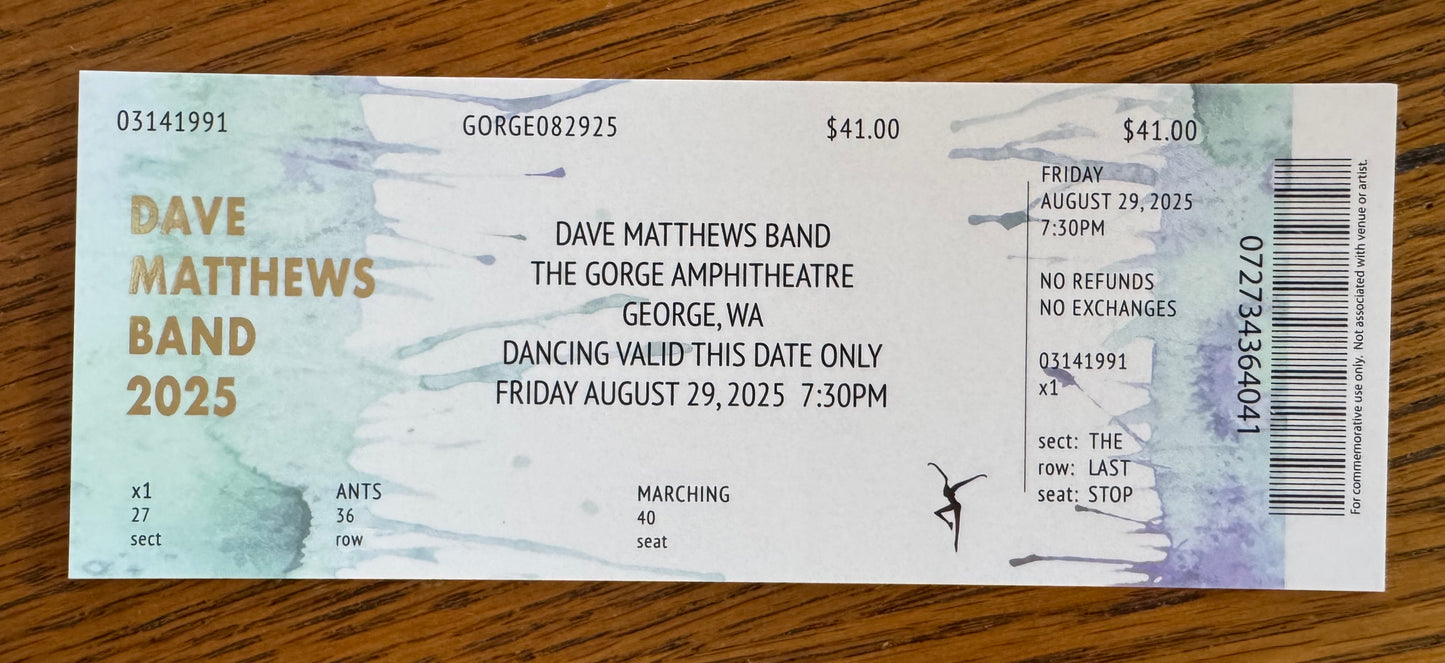 03141991
GORGE082925
$41.00
$41.00
DAVE
MATTHEWS
BAND
2025
DAVE MATTHEWS BAND
THE GORGE AMPHITHEATRE
GEORGE, WA
DANCING VALID THIS DATE ONLY
FRIDAY AUGUST 29, 2025 7:30PM
x1
27
sect
ANTS
36
row
MARCHING
40
seat
FRIDAY
AUGUST 29, 2025
7:30PM
NO REFUNDS
NO EXCHANGES
03141991
x1
sect: THE
row: LAST
seat: STOP
072734364041
For commemorative use only. Not associated with venue or artist.